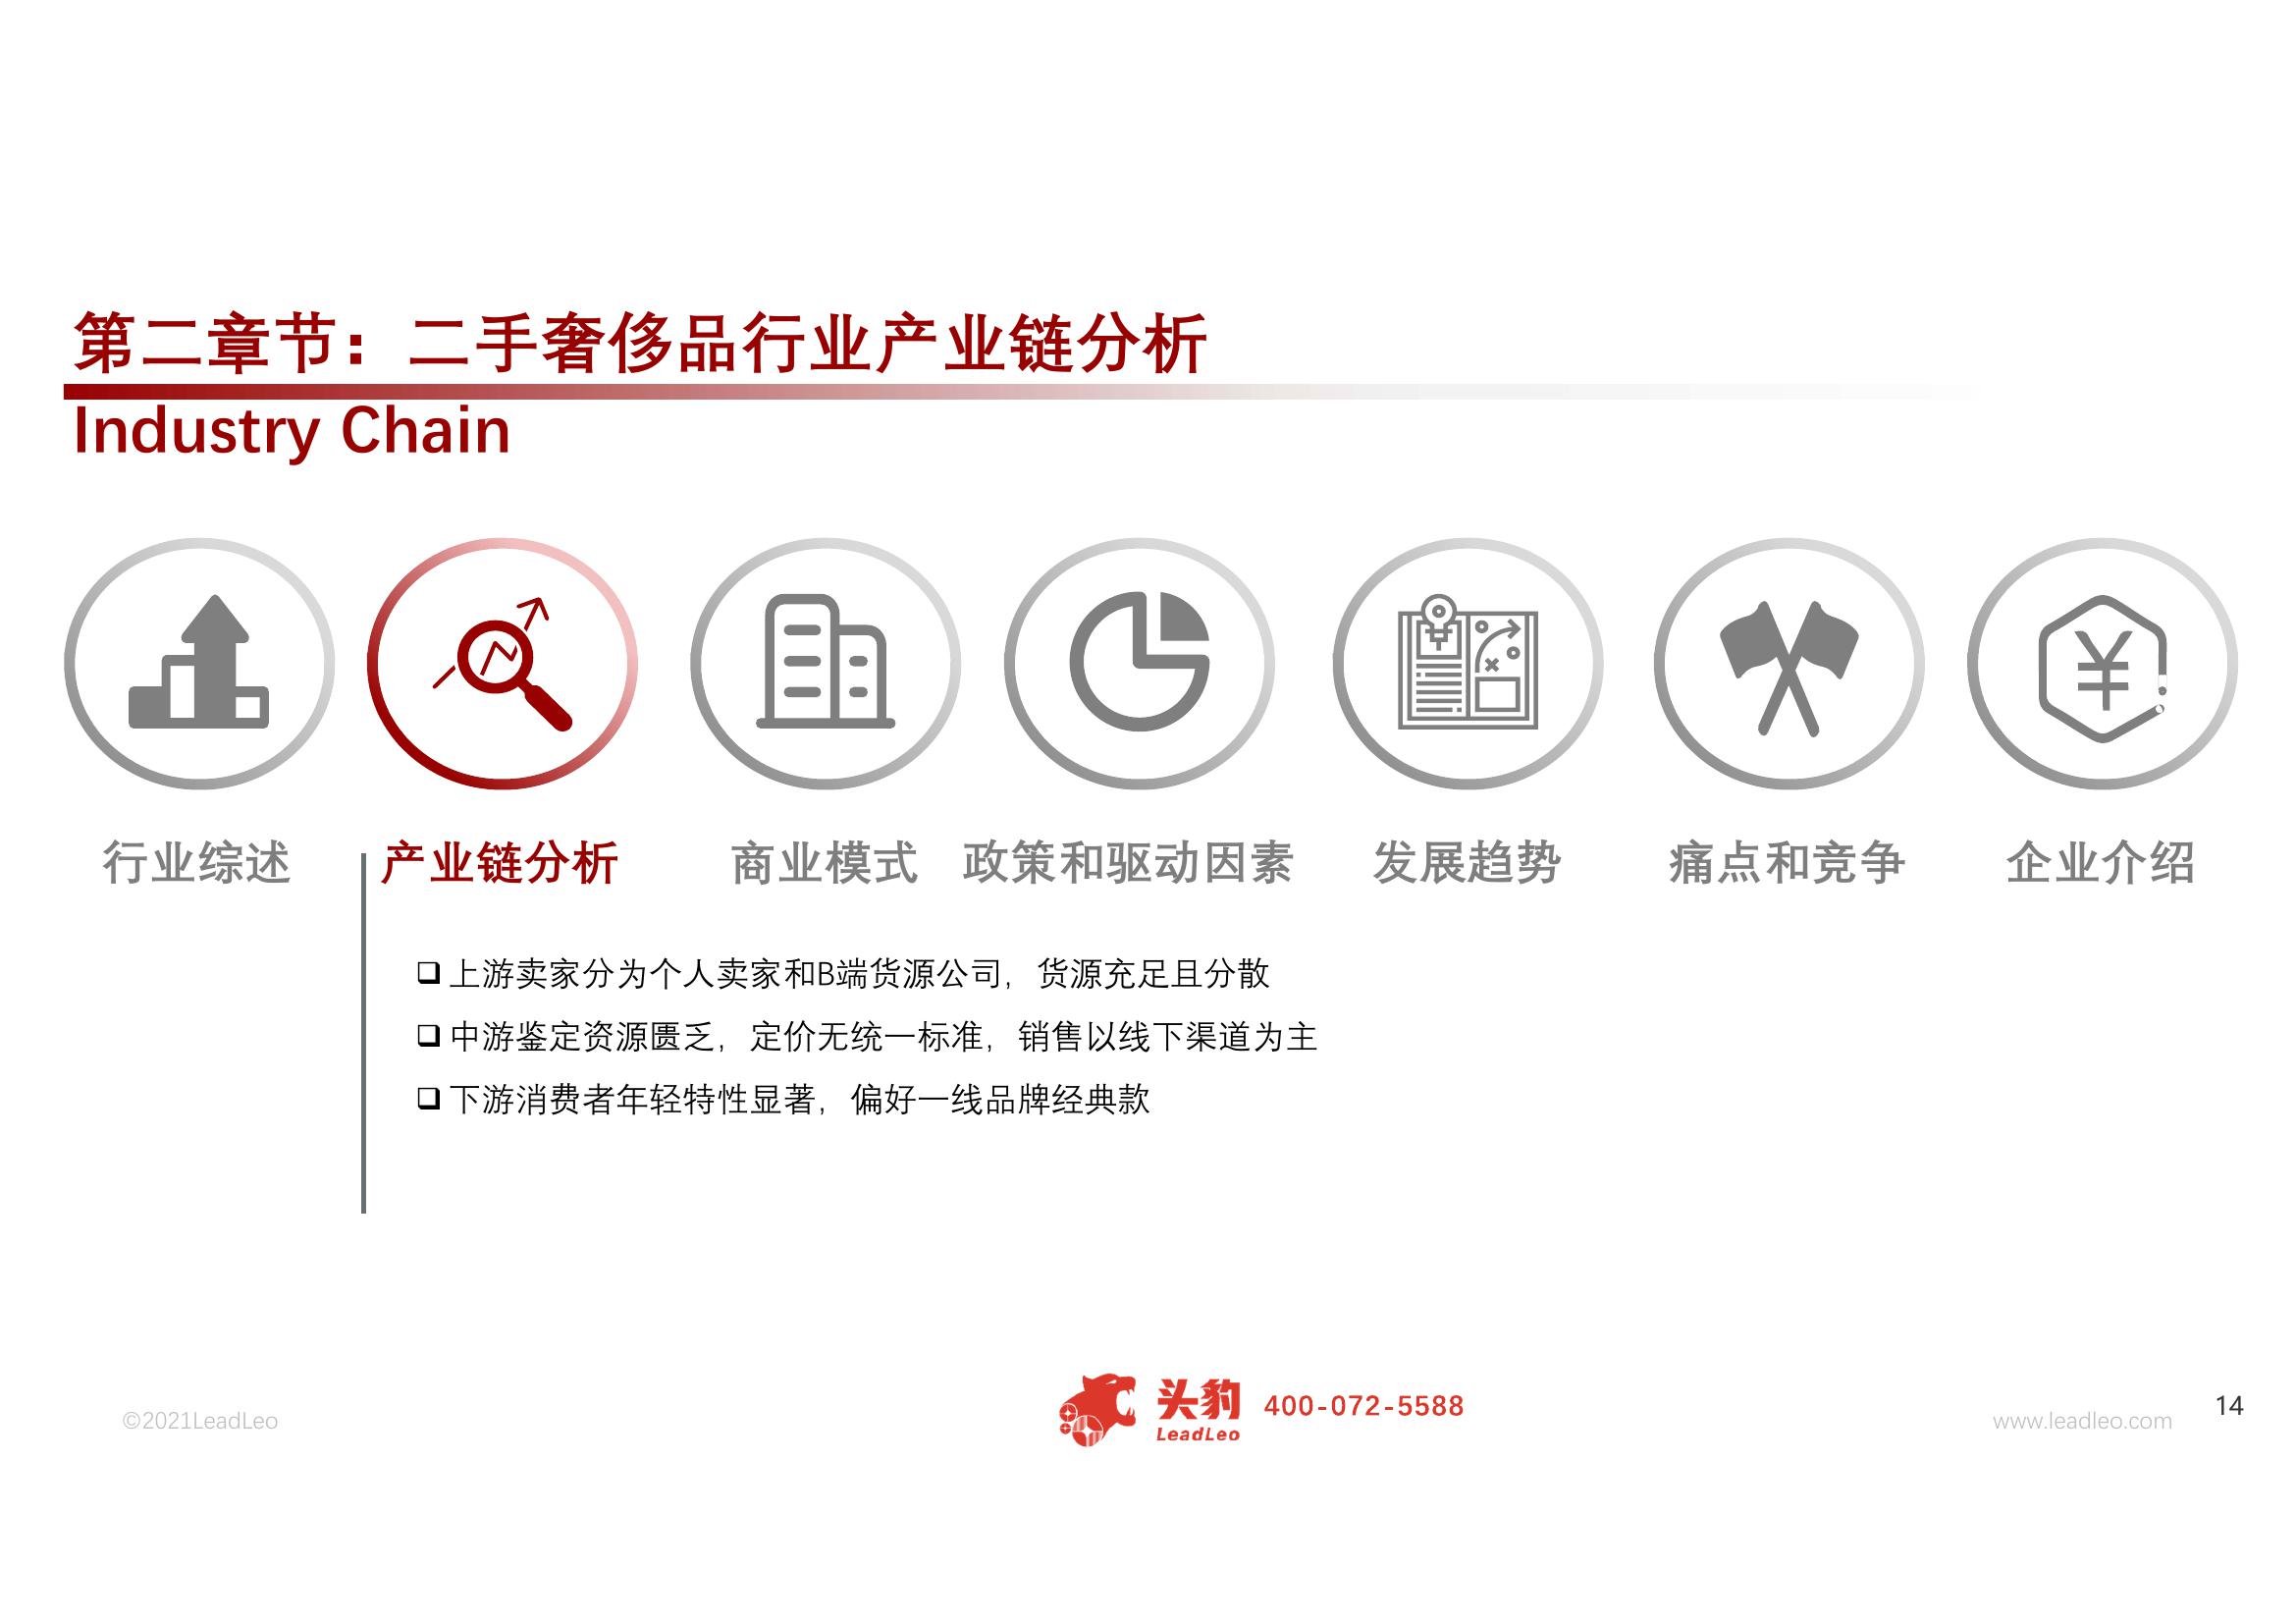 第二章节：二手奢侈品行业产业链分析
Industry Chain
行业综述
产业链分析
商业模式
政策和驱动因素
发展趋势
痛点和竞争
企业介绍
❑ 上游卖家分为个人卖家和B端货源公司，货源充足且分散
❑ 中游鉴定资源匮乏，定价无统一标准，销售以线下渠道为主
❑ 下游消费者年轻特性显著，偏好一线品牌经典款
©2021LeadLeo
头豹
LeadLeo
400-072-5588
www.leadleo.com
14